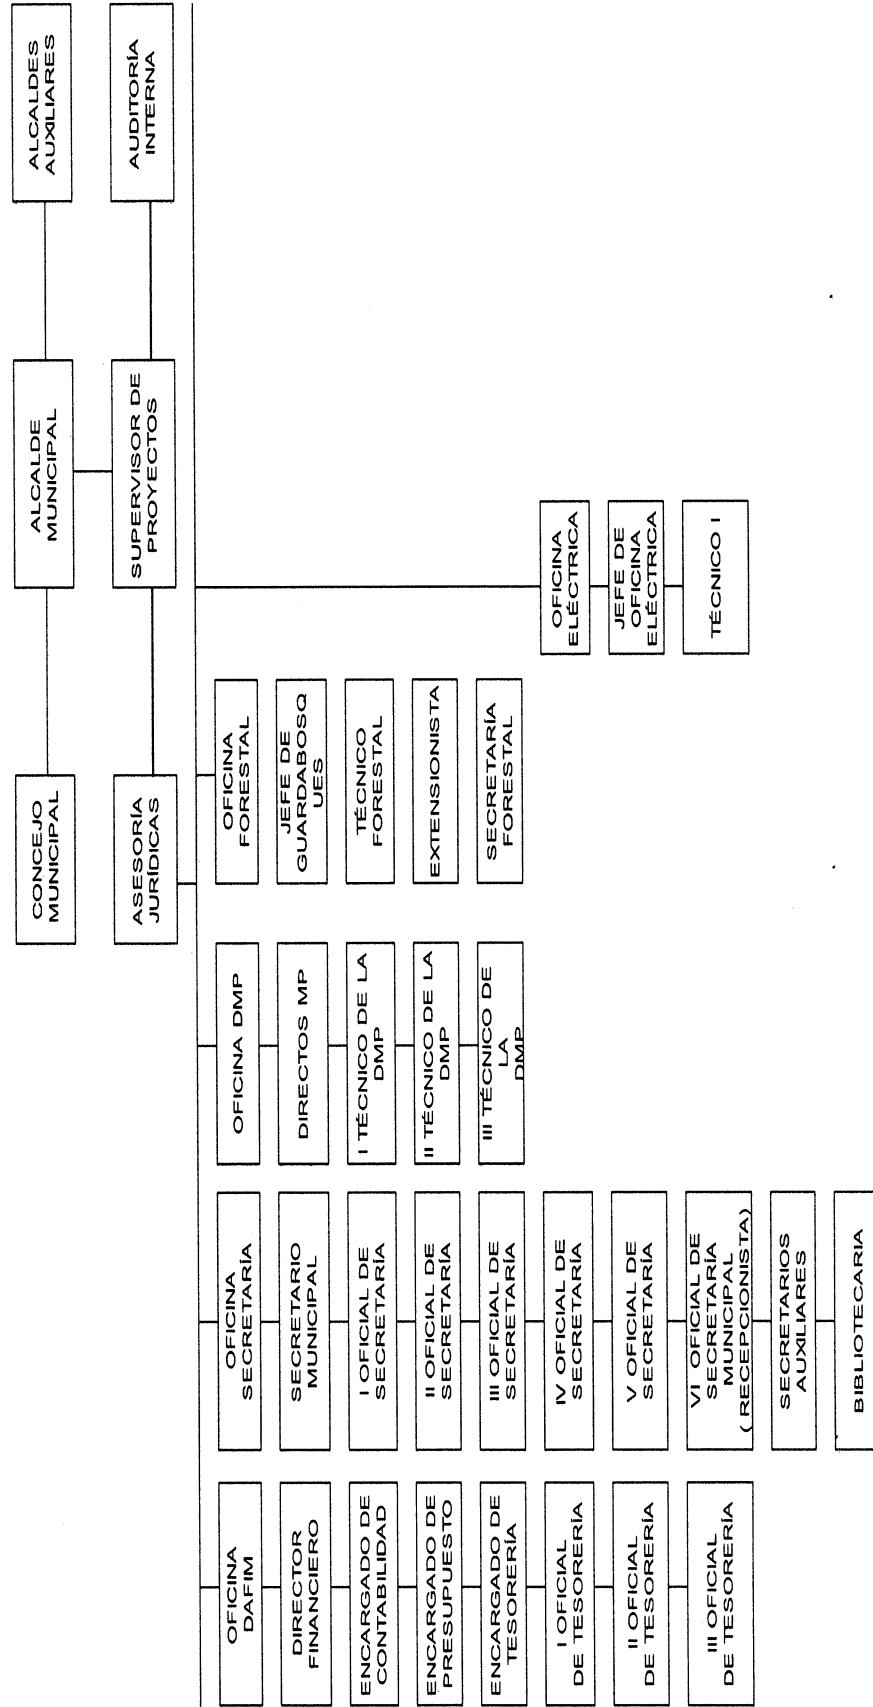 CONCEJO
MUNICIPAL
ALCALDE
MUNICIPAL
ALCALDES
AUXILIARES
ASESORÍA
JURÍDICAS
SUPERVISOR DE
PROYECTOS
AUDITORÍA
INTERNA
OFICINA
DAFIM
DIRECTOR
FINANCIERO
ENCARGADO DE
CONTABILIDAD
ENCARGADO DE
PRESUPUESTO
ENCARGADO DE
TESORERÍA
I OFICIAL
DE TESORERÍA
II OFICIAL
DE TESORERÍA
III OFICIAL
DE TESORERÍA
OFICINA
SECRETARÍA
SECRETARIO
MUNICIPAL
I OFICIAL DE
SECRETARÍA
II OFICIAL DE
SECRETARÍA
III OFICIAL DE
SECRETARÍA
IV OFICIAL DE
SECRETARÍA
V OFICIAL DE
SECRETARÍA
VI OFICIAL DE
SECRETARÍA
MUNICIPAL
( RECEPCIONISTA)
SECRETARIOS
AUXILIARES
BIBLIOTECARIA
OFICINA DMP
DIRECTOS MP
I TÉCNICO DE LA
DMP
II TÉCNICO DE LA
DMP
III TÉCNICO DE
LA
DMP
OFICINA
FORESTAL
JEFE DE
GUARDABOSQ
UES
TÉCNICO
FORESTAL
EXTENSIONISTA
SECRETARÍA
FORESTAL
OFICINA
ELÉCTRICA
JEFE DE
OFICINA
ELÉCTRICA
TÉCNICO I